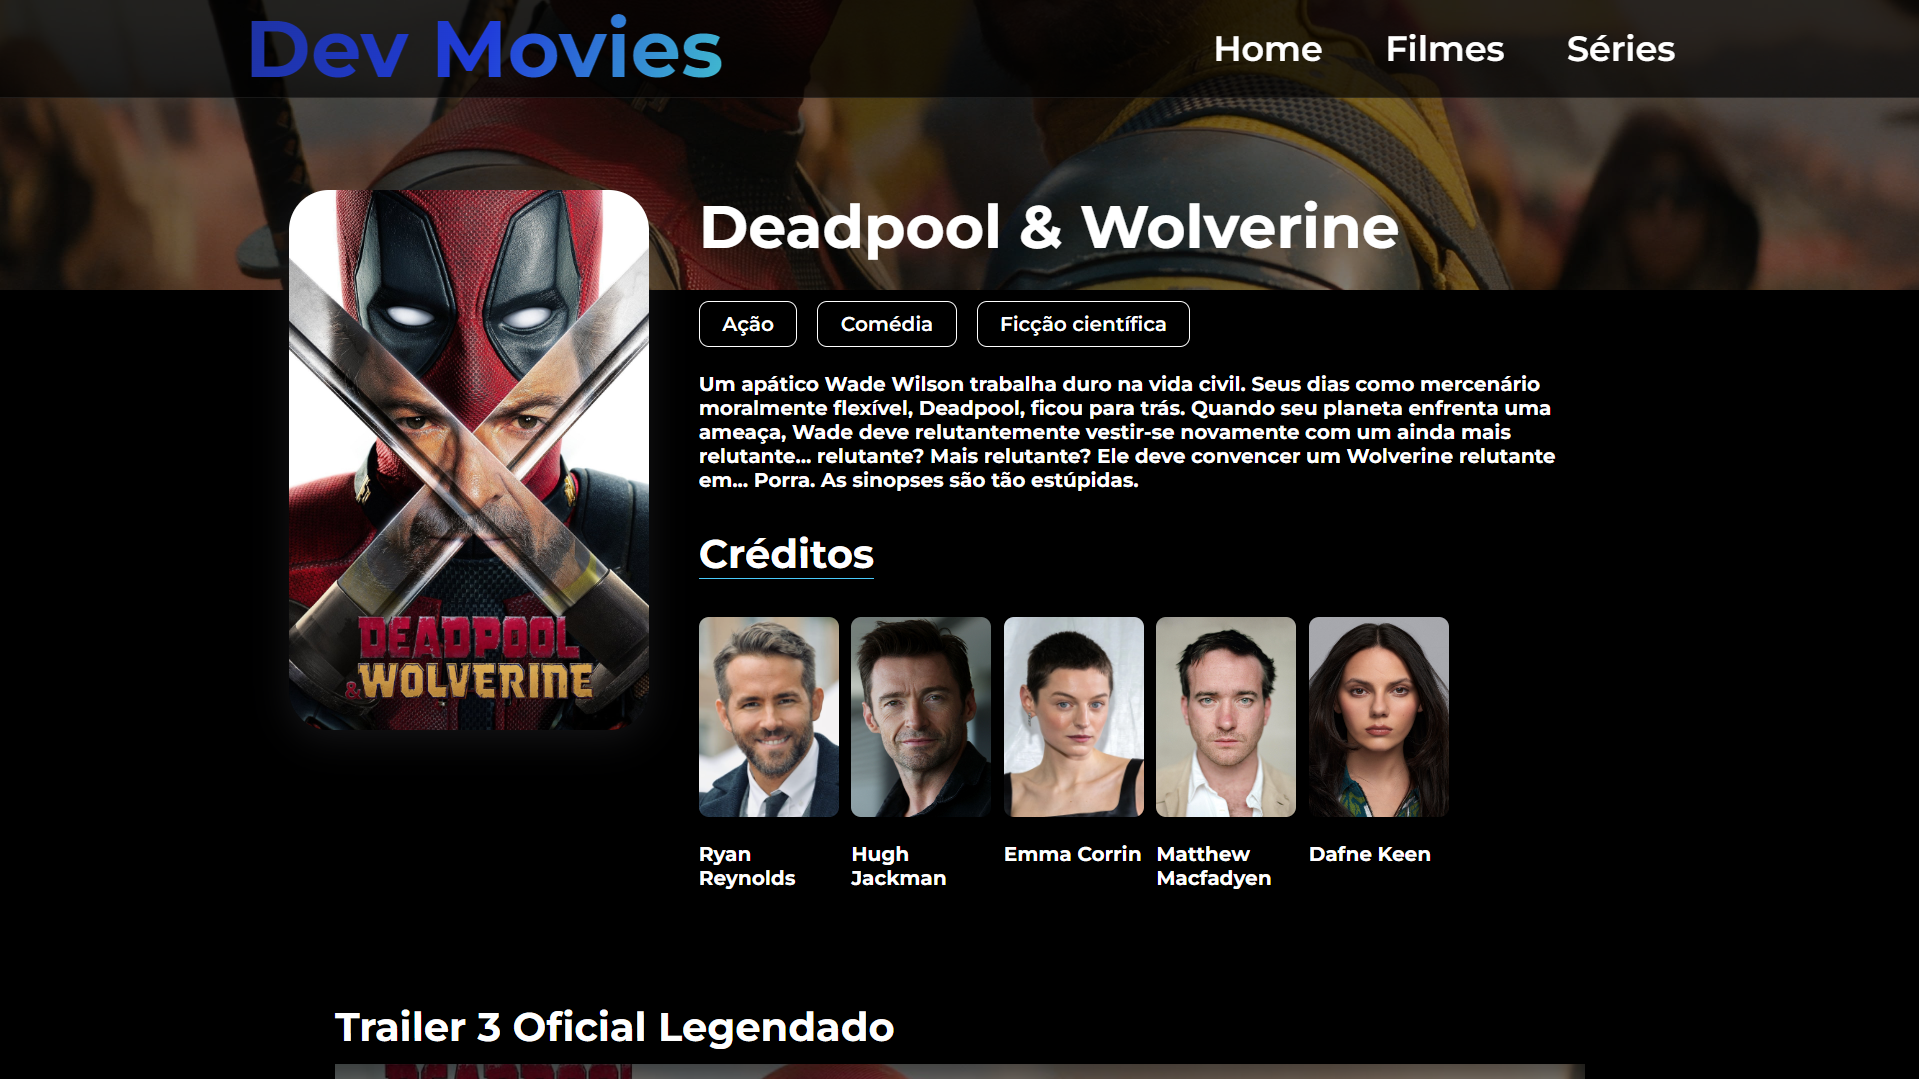 Dev Movies
Home
Filmes
Séries
Deadpool & Wolverine
Ação
Comédia
Ficção científica
Um apático Wade Wilson trabalha duro na vida civil. Seus dias como mercenário
moralmente flexível, Deadpool, ficou para trás. Quando seu planeta enfrenta uma
ameaça, Wade deve relutantemente vestir-se novamente com um ainda mais
relutante... relutante? Mais relutante? Ele deve convencer um Wolverine relutante
em... Porra. As sinopses são tão estúpidas.
DEADPOOL
&WOLVERINE
Créditos
Ryan
Reynolds
Hugh
Jackman
Emma Corrin
Matthew
Macfadyen
Dafne Keen
Trailer 3 Oficial Legendado